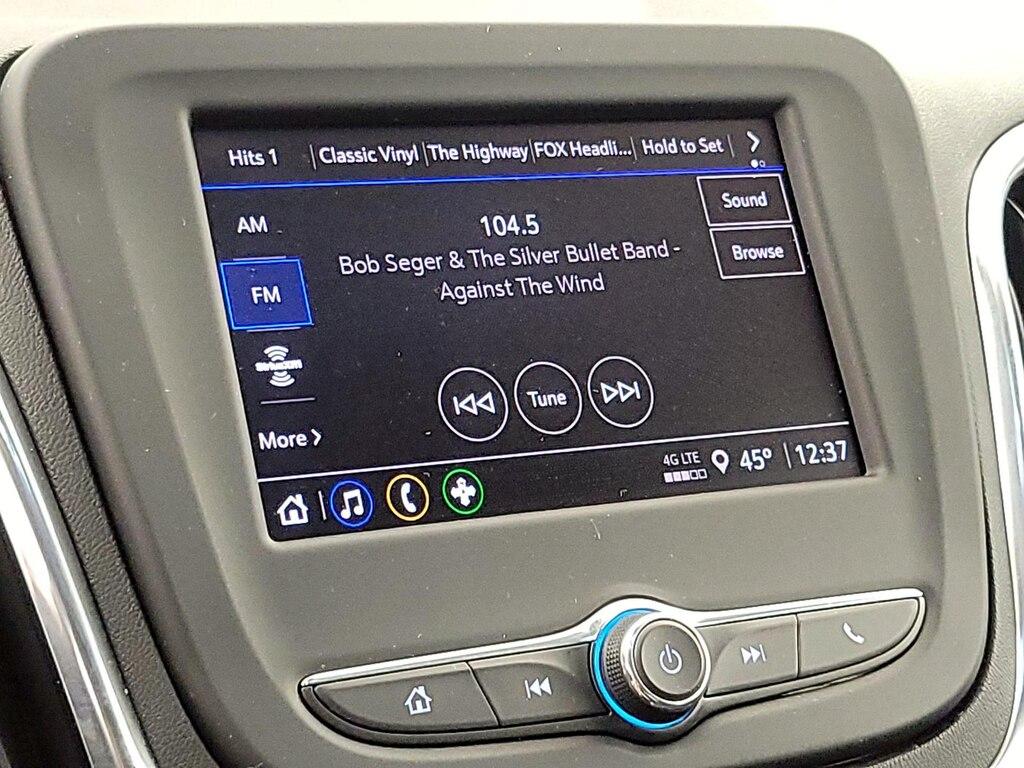 Hits 1 | Classic Vinyl | The Highway | FOX Headli... | Hold to Set
AM
104.5
Sound
Bob Seger & The Silver Bullet Band -
Browse
FM
Against The Wind
SiriusXM
Tune
More
4G LTE
45° | 12:37